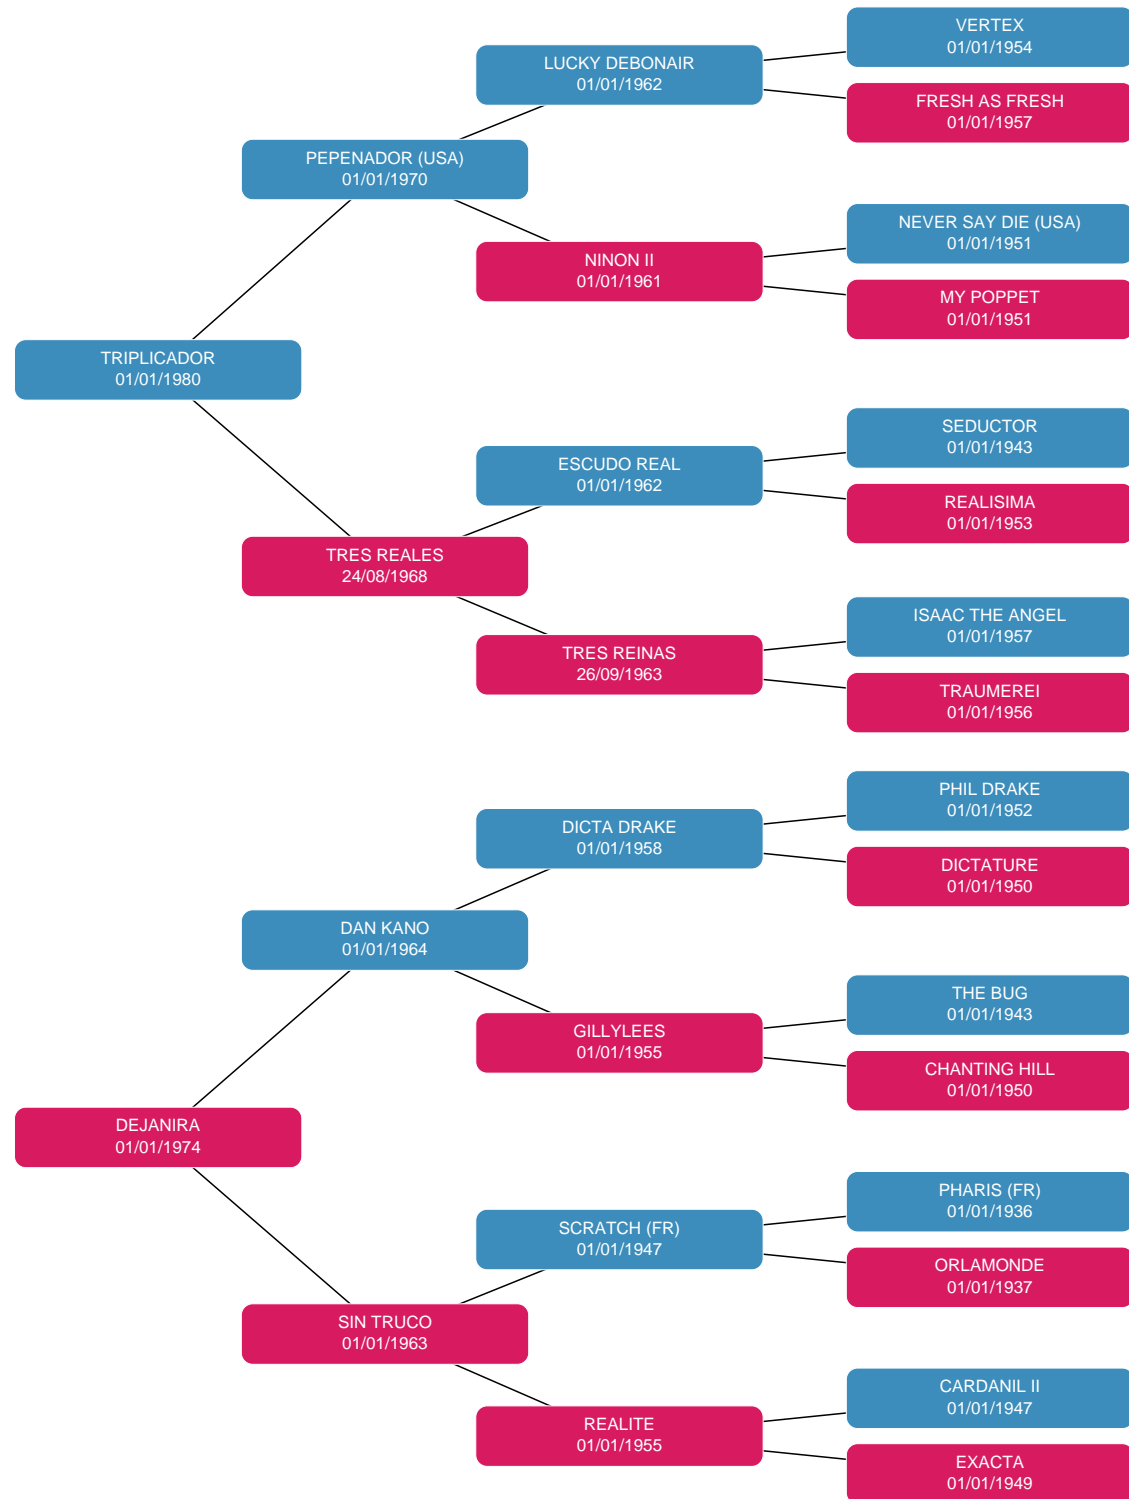 VERTEX
01/01/1954
LUCKY DEBONAIR
01/01/1962
FRESH AS FRESH
01/01/1957
PEPENADOR (USA)
01/01/1970
NEVER SAY DIE (USA)
01/01/1951
NINON II
01/01/1961
MY POPPET
01/01/1951
TRIPLICADOR
01/01/1980
SEDUCTOR
01/01/1943
ESCUDO REAL
01/01/1962
REALISIMA
01/01/1953
TRES REALES
24/08/1968
ISAAC THE ANGEL
01/01/1957
TRES REINAS
26/09/1963
TRAUMEREI
01/01/1956
PHIL DRAKE
01/01/1952
DICTA DRAKE
01/01/1958
DICTATURE
01/01/1950
DAN KANO
01/01/1964
THE BUG
01/01/1943
GILLYLEES
01/01/1955
CHANTING HILL
01/01/1950
DEJANIRA
01/01/1974
PHARIS (FR)
01/01/1936
SCRATCH (FR)
01/01/1947
ORLAMONDE
01/01/1937
SIN TRUCO
01/01/1963
CARDANIL II
01/01/1947
REALITE
01/01/1955
EXACTA
01/01/1949